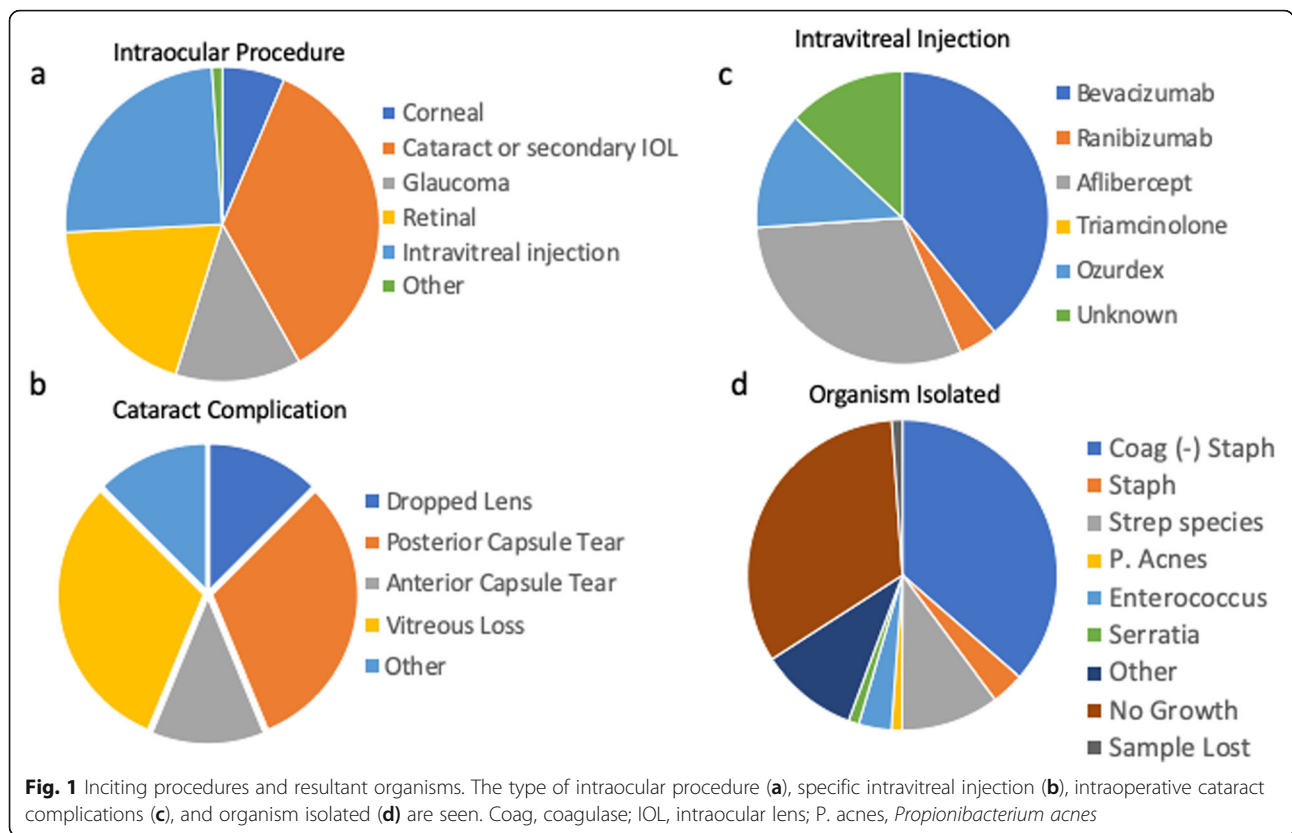 a
Intraocular Procedure
Corneal
Cataract or secondary IOL
Glaucoma
Retinal
Intravitreal injection
Other
b
Cataract Complication
Dropped Lens
Posterior Capsule Tear
Anterior Capsule Tear
Vitreous Loss
Other
c
Intravitreal Injection
Bevacizumab
Ranibizumab
Aflibercept
Triamcinolone
Ozurdex
Unknown
d
Organism Isolated
Coag (-) Staph
Staph
Strep species
P. Acnes
Enterococcus
Serratia
Other
No Growth
Sample Lost
Fig. 1 Inciting procedures and resultant organisms. The type of intraocular procedure (a), specific intravitreal injection (b), intraoperative cataract
complications (c), and organism isolated (d) are seen. Coag, coagulase; IOL, intraocular lens; P. acnes, Propionibacterium acnes